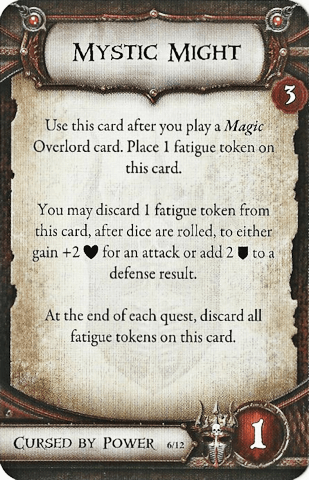 Mystic Might
3
Use this card after you play a Magic
Overlord card. Place 1 fatigue token on
this card.
You may discard 1 fatigue token from
this card, after dice are rolled, to either
gain +2 ♥ for an attack or add 2 to a
defense result.
At the end of each quest, discard all
fatigue tokens on this card.
Cursed by Power 6/12
1